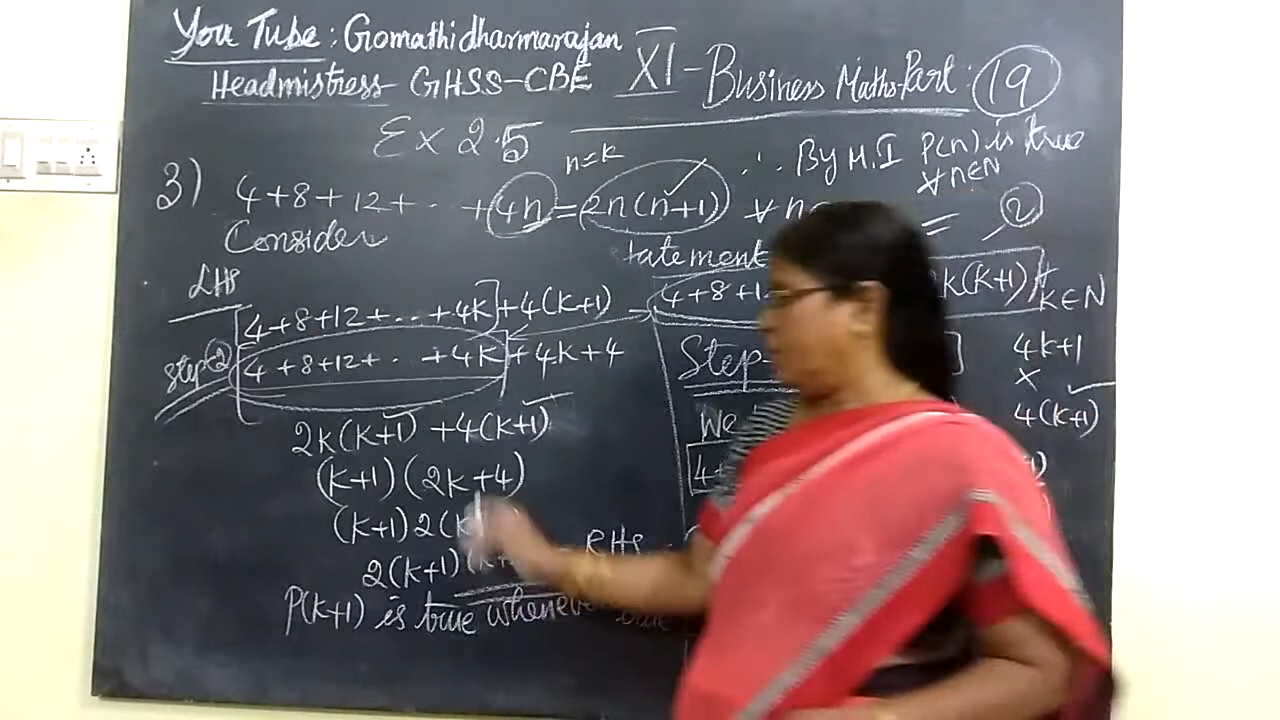 You Tube : Gomathidharmarajan
Headmistress - GHSS-CBE XI - Business Maths-Part - 19
Ex 2.5
n=k
∴ By M.I P(n) is true
∀ n∈N
3) 4+8+12+ . . +4n = 2n(n+1) ∀ n
= 2
Consider
tatement
LHS
4+8+1 k(k+1) ∀
k∈N
[4+8+12+ . . . +4k]+4(k+1)
Step-2 [4+8+12+ . . +4k]+4k+4
Step- ]
4k+1
×
2k(k+1) +4(k+1)
We
4(k+1)
(k+1) (2k+4)
(k+1) 2(k
RHS
2(k+1) (k+
P(k+1) is true whenever